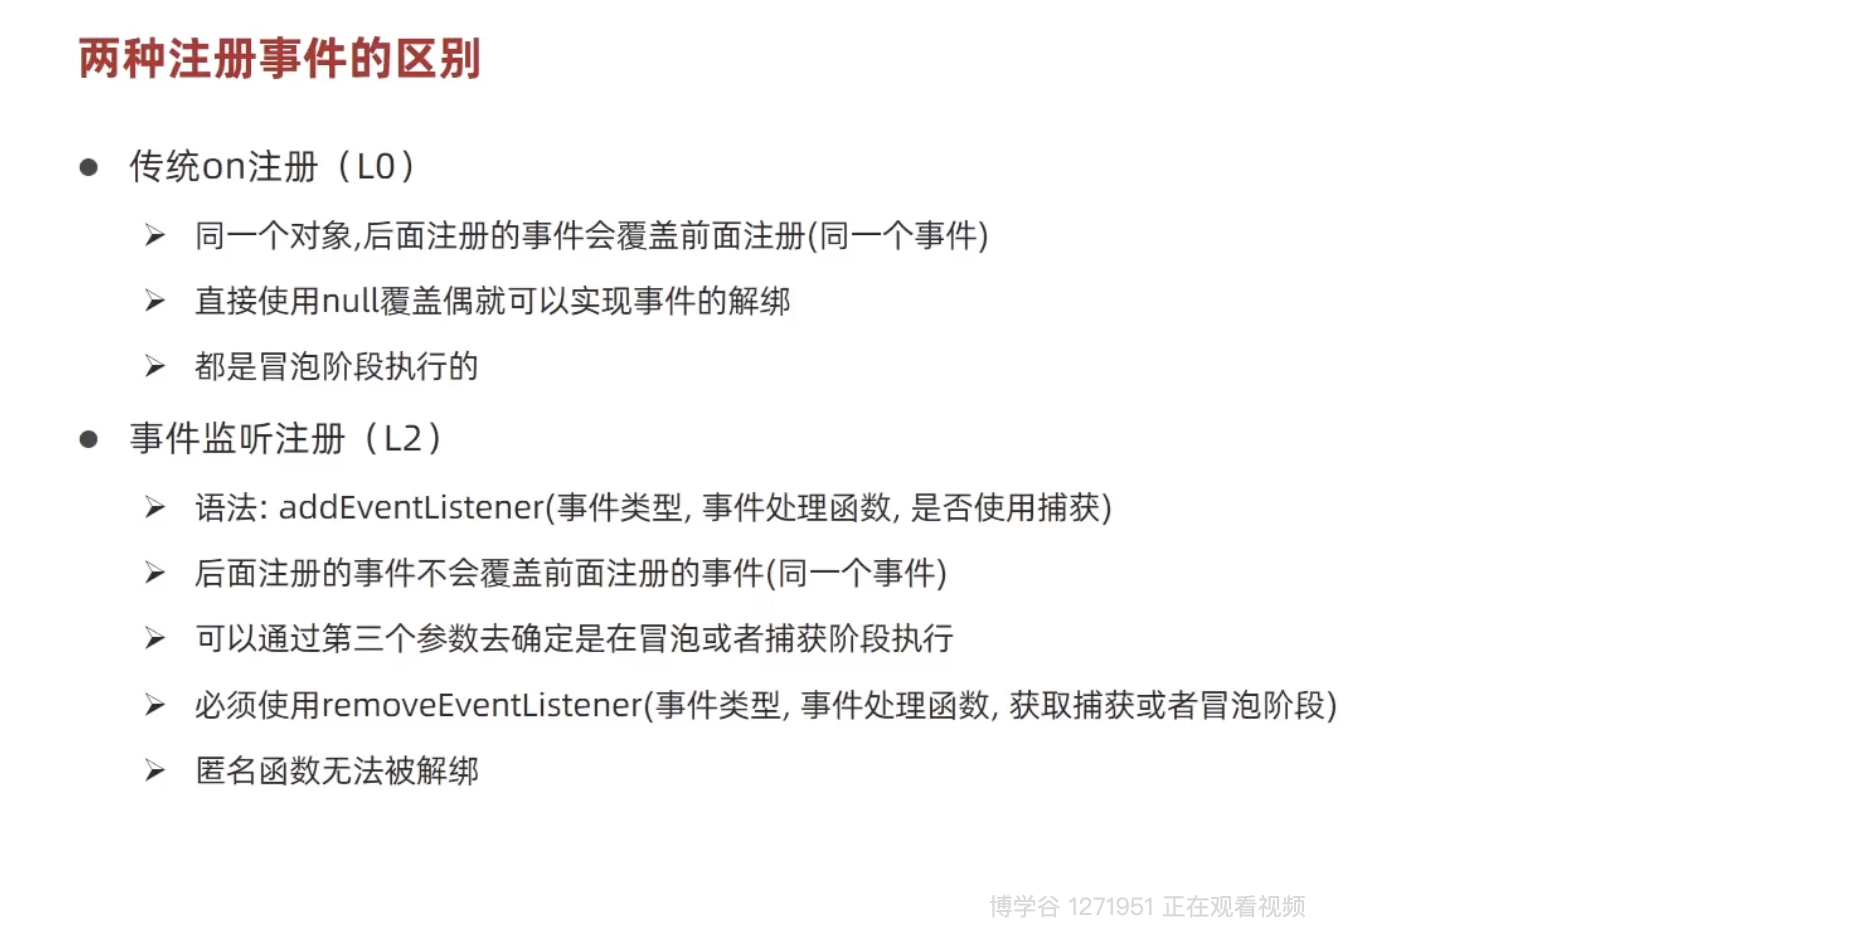 两种注册事件的区别
传统on注册（L0）
同一个对象,后面注册的事件会覆盖前面注册(同一个事件)
直接使用null覆盖偶就可以实现事件的解绑
都是冒泡阶段执行的
事件监听注册（L2）
语法: addEventListener(事件类型, 事件处理函数, 是否使用捕获)
后面注册的事件不会覆盖前面注册的事件(同一个事件)
可以通过第三个参数去确定是在冒泡或者捕获阶段执行
必须使用removeEventListener(事件类型, 事件处理函数, 获取捕获或者冒泡阶段)
匿名函数无法被解绑
博学谷 1271951 正在观看视频